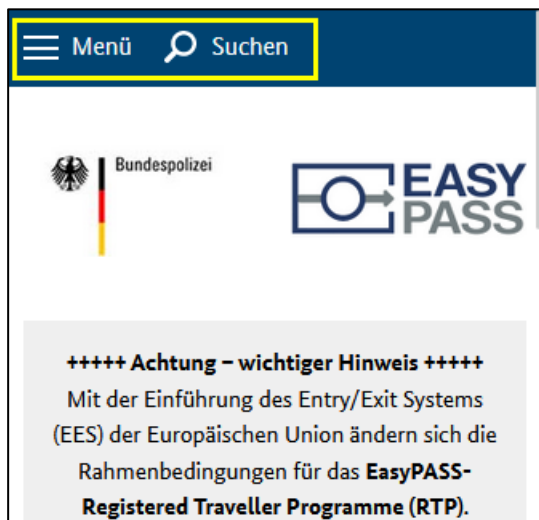 Menü Suchen
Bundespolizei
EASY
PASS
+++++ Achtung – wichtiger Hinweis +++++
Mit der Einführung des Entry/Exit Systems
(EES) der Europäischen Union ändern sich die
Rahmenbedingungen für das EasyPASS-
Registered Traveller Programme (RTP).